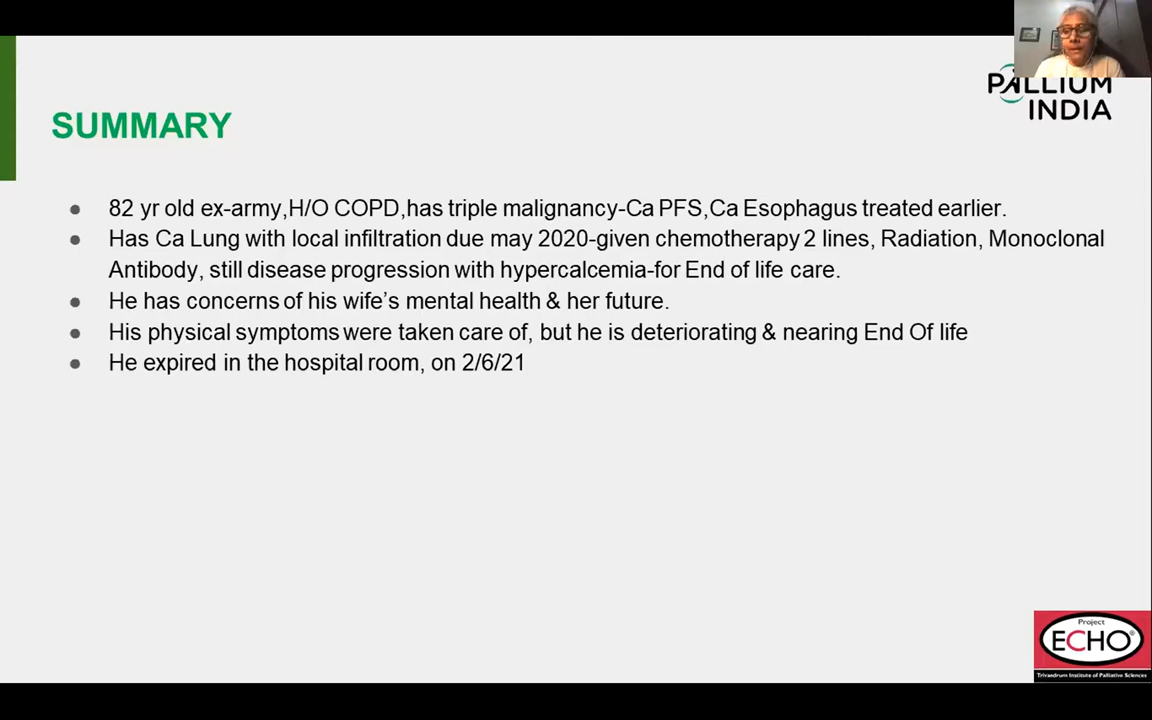 PALLIUM
INDIA
SUMMARY
● 82 yr old ex-army,H/O COPD,has triple malignancy-Ca PFS,Ca Esophagus treated earlier.
● Has Ca Lung with local infiltration due may 2020-given chemotherapy 2 lines, Radiation, Monoclonal
Antibody, still disease progression with hypercalcemia-for End of life care.
● He has concerns of his wife's mental health & her future.
● His physical symptoms were taken care of, but he is deteriorating & nearing End Of life
● He expired in the hospital room, on 2/6/21
Project
ECHO®
Trivandrum Institute of Palliative Sciences